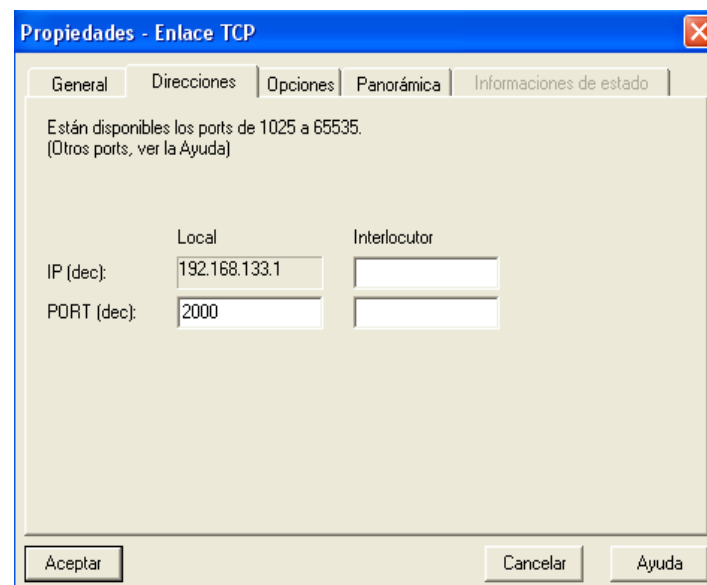 Propiedades - Enlace TCP
General Direcciones Opciones Panorámica Informaciones de estado
Están disponibles los ports de 1025 a 65535.
(Otros ports, ver la Ayuda)
Local Interlocutor
IP (dec): 192.168.133.1
PORT (dec): 2000
Aceptar Cancelar Ayuda